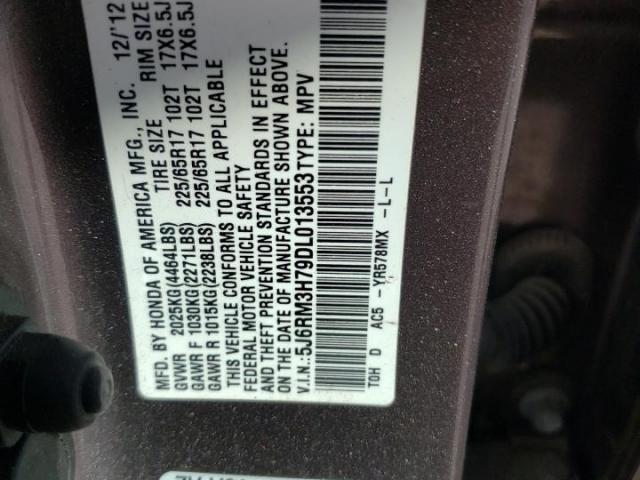 MFD. BY HONDA OF AMERICA MFG., INC. 12/'12
TIRE SIZE RIM SIZE
GVWR 2025KG(4464LBS)
GAWR F 1030KG(2271LBS) 225/65R17 102T 17X6.5J
GAWR R 1015KG(2238LBS) 225/65R17 102T 17X6.5J
THIS VEHICLE CONFORMS TO ALL APPLICABLE
FEDERAL MOTOR VEHICLE SAFETY
AND THEFT PREVENTION STANDARDS IN EFFECT
ON THE DATE OF MANUFACTURE SHOWN ABOVE.
V.I.N.: 5J6RM3H79DL013553 TYPE: MPV
TGH D AC5 -YR578MX -L-L